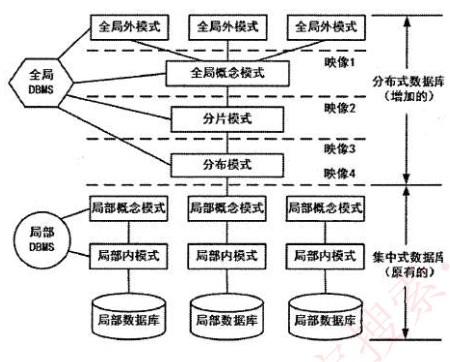 全局外模式 全局外模式 全局外模式
映像1
全局概念模式
全局
DBMS
分布式数据库
(增加的)
映像2
分片模式
映像3
分布模式
映像4
局部概念模式 局部概念模式 局部概念模式
局部
DBMS
局部内模式 局部内模式 局部内模式
集中式数据库
(原有的)
局部数据库 局部数据库 局部数据库
搜索